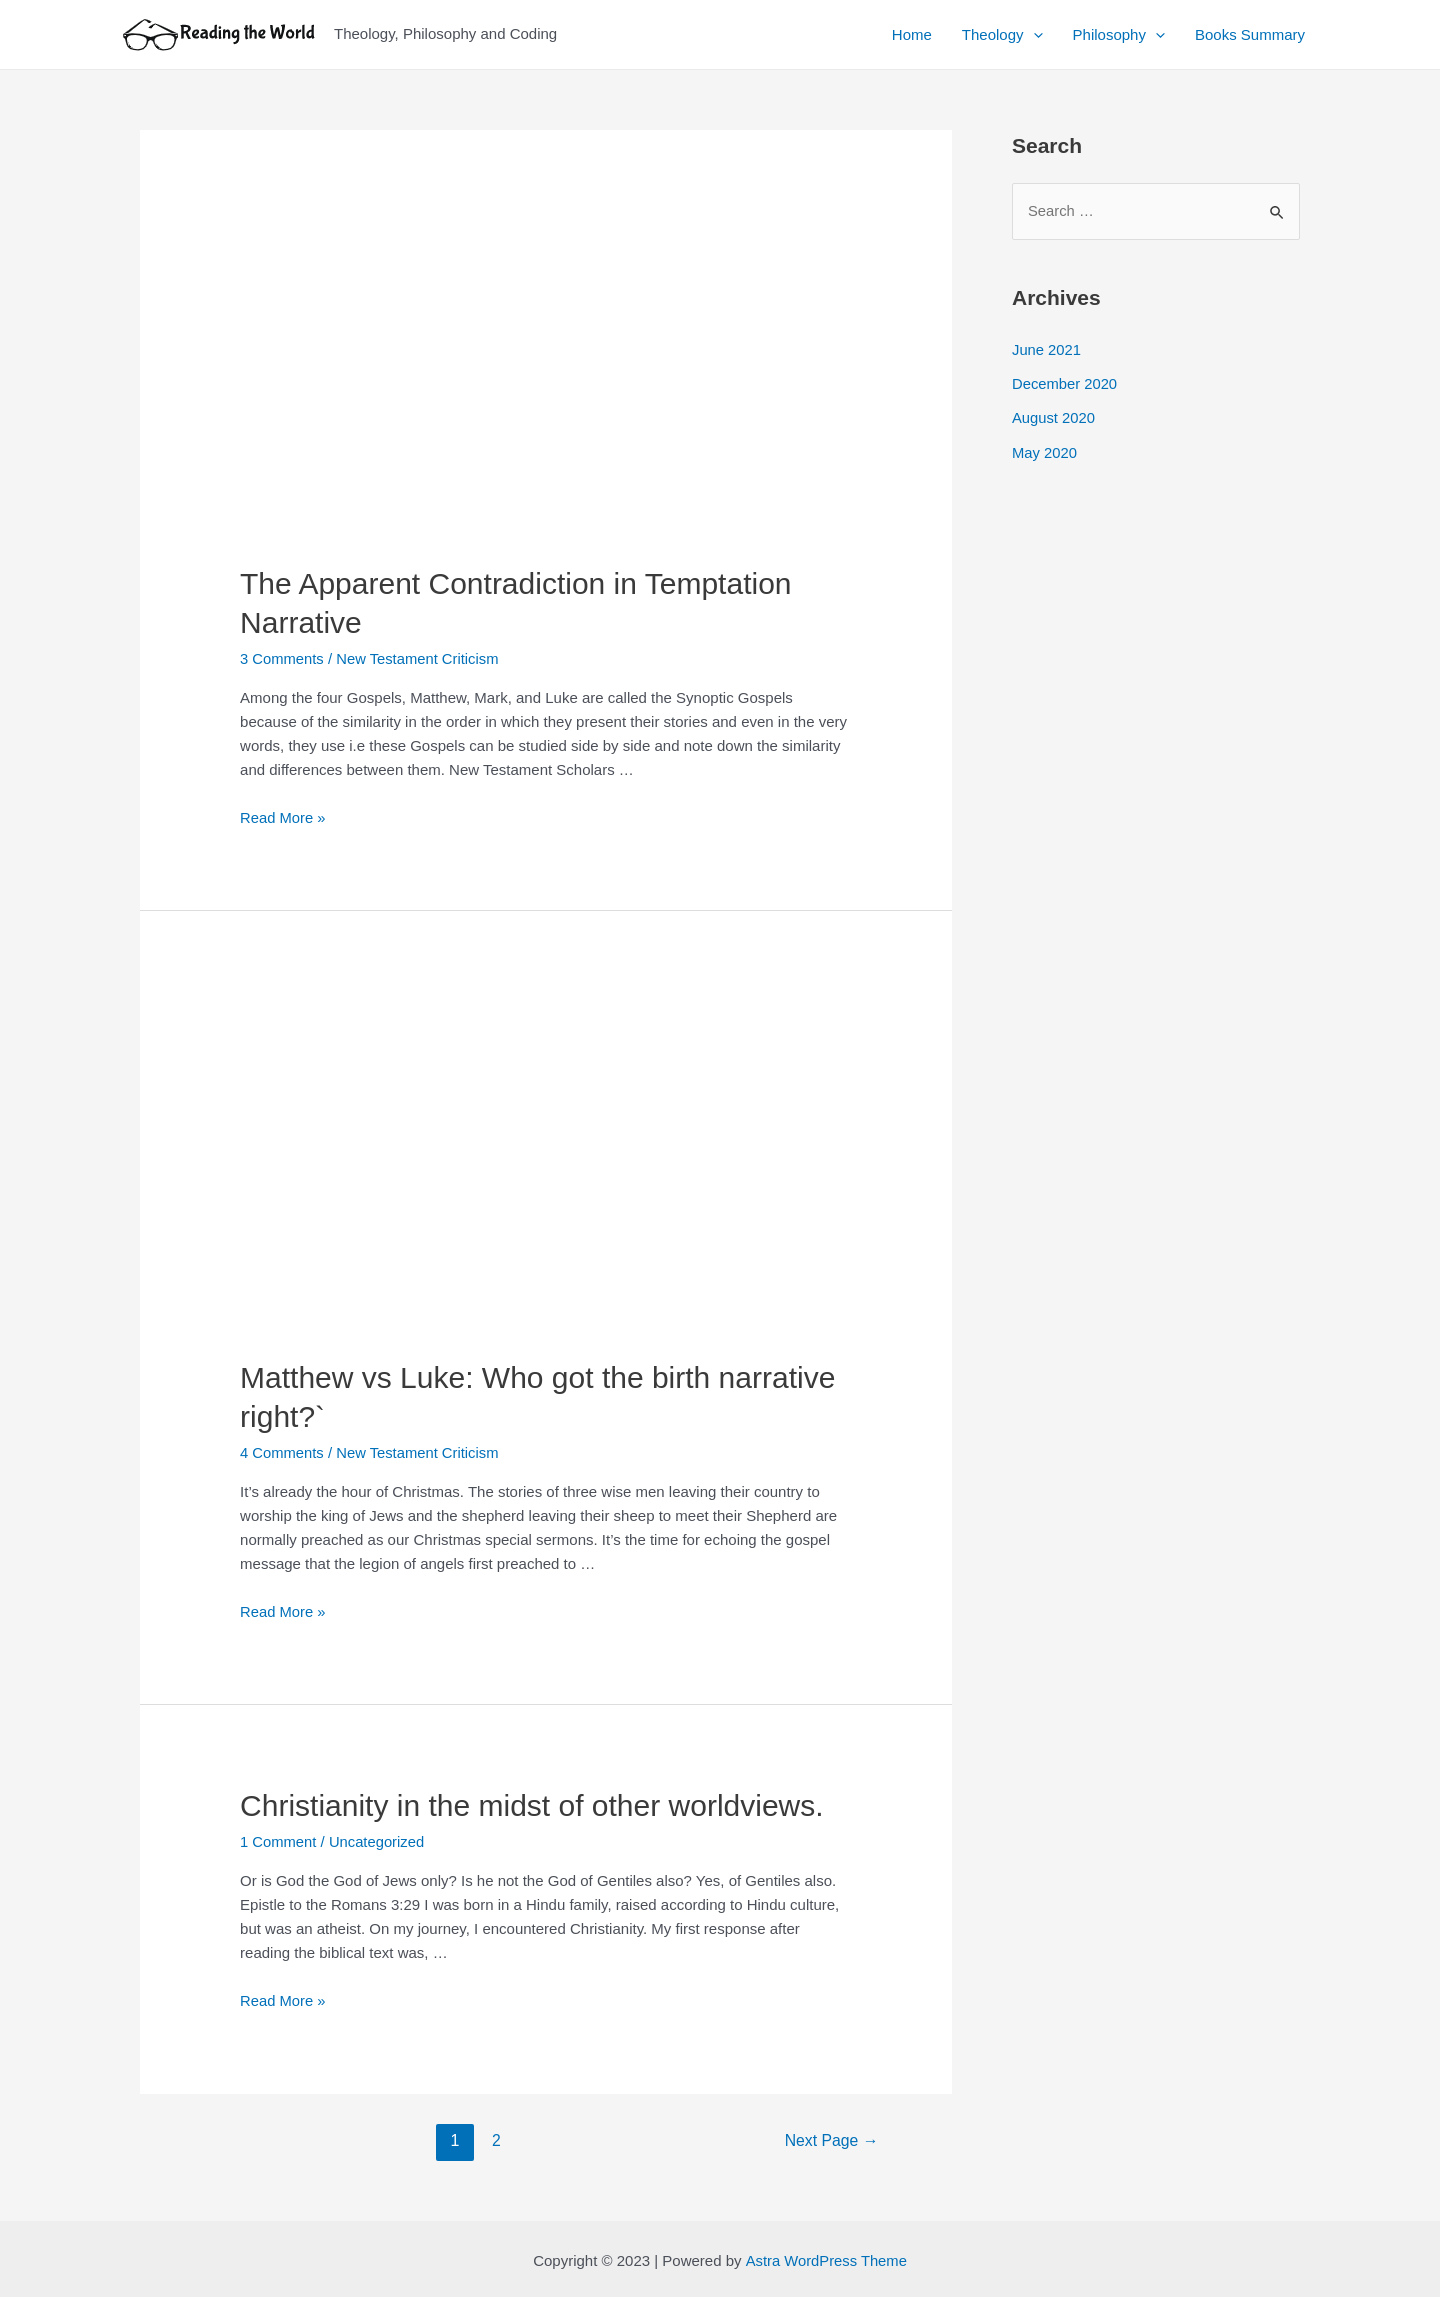 Reading the World
Theology, Philosophy and Coding
Home
Theology
Philosophy
Books Summary
The Apparent Contradiction in Temptation
Narrative
3 Comments / New Testament Criticism
Among the four Gospels, Matthew, Mark, and Luke are called the Synoptic Gospels
because of the similarity in the order in which they present their stories and even in the very
words, they use i.e these Gospels can be studied side by side and note down the similarity
and differences between them. New Testament Scholars …
Read More »
Matthew vs Luke: Who got the birth narrative
right?`
4 Comments / New Testament Criticism
It’s already the hour of Christmas. The stories of three wise men leaving their country to
worship the king of Jews and the shepherd leaving their sheep to meet their Shepherd are
normally preached as our Christmas special sermons. It’s the time for echoing the gospel
message that the legion of angels first preached to …
Read More »
Christianity in the midst of other worldviews.
1 Comment / Uncategorized
Or is God the God of Jews only? Is he not the God of Gentiles also? Yes, of Gentiles also.
Epistle to the Romans 3:29 I was born in a Hindu family, raised according to Hindu culture,
but was an atheist. On my journey, I encountered Christianity. My first response after
reading the biblical text was, …
Read More »
1 2
Next Page →
Search
Search …
Archives
June 2021
December 2020
August 2020
May 2020
Copyright © 2023 | Powered by Astra WordPress Theme